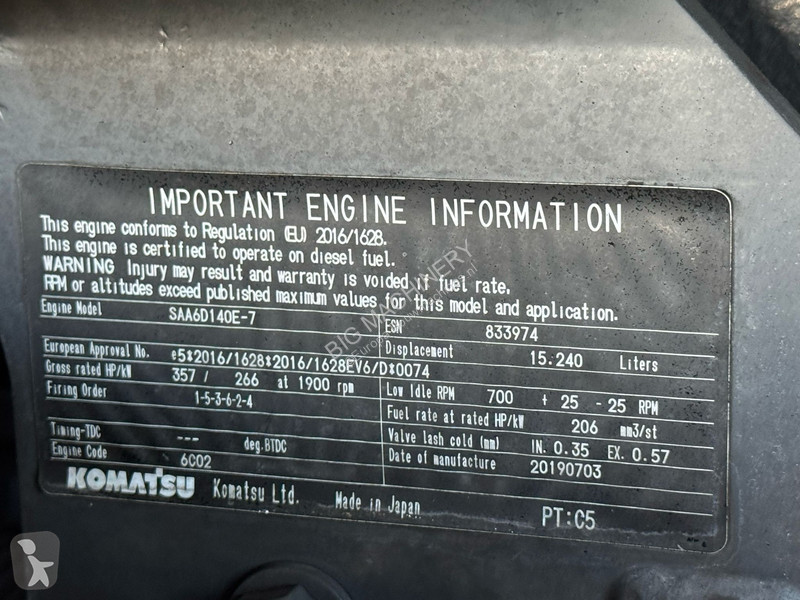 IMPORTANT ENGINE INFORMATION
This engine conforms to Regulation (EU) 2016/1628.
This engine is certified to operate on diesel fuel.
WARNING Injury may result and warranty is voided if fuel rate,
RPM or altitudes exceed published maximum values for this model and application.
Engine Model SAA6D140E-7 ESN 833974
European Approval No. e5*2016/1628*2016/1628EV6/D*0074 Displacement 15.240 Liters
Gross rated HP/kW 357/ 266 at 1900 rpm Low Idle RPM 700 + 25 - 25 RPM
Firing Order 1-5-3-6-2-4 Fuel rate at rated HP/kW 206 mm3/st
Timing-TDC --- deg.BTDC Valve lash cold (mm) IN. 0.35 EX. 0.57
Engine Code 6C02 Date of manufacture 20190703
KOMATSU Komatsu Ltd. Made in Japan PT:C5
BIG MACHINERY